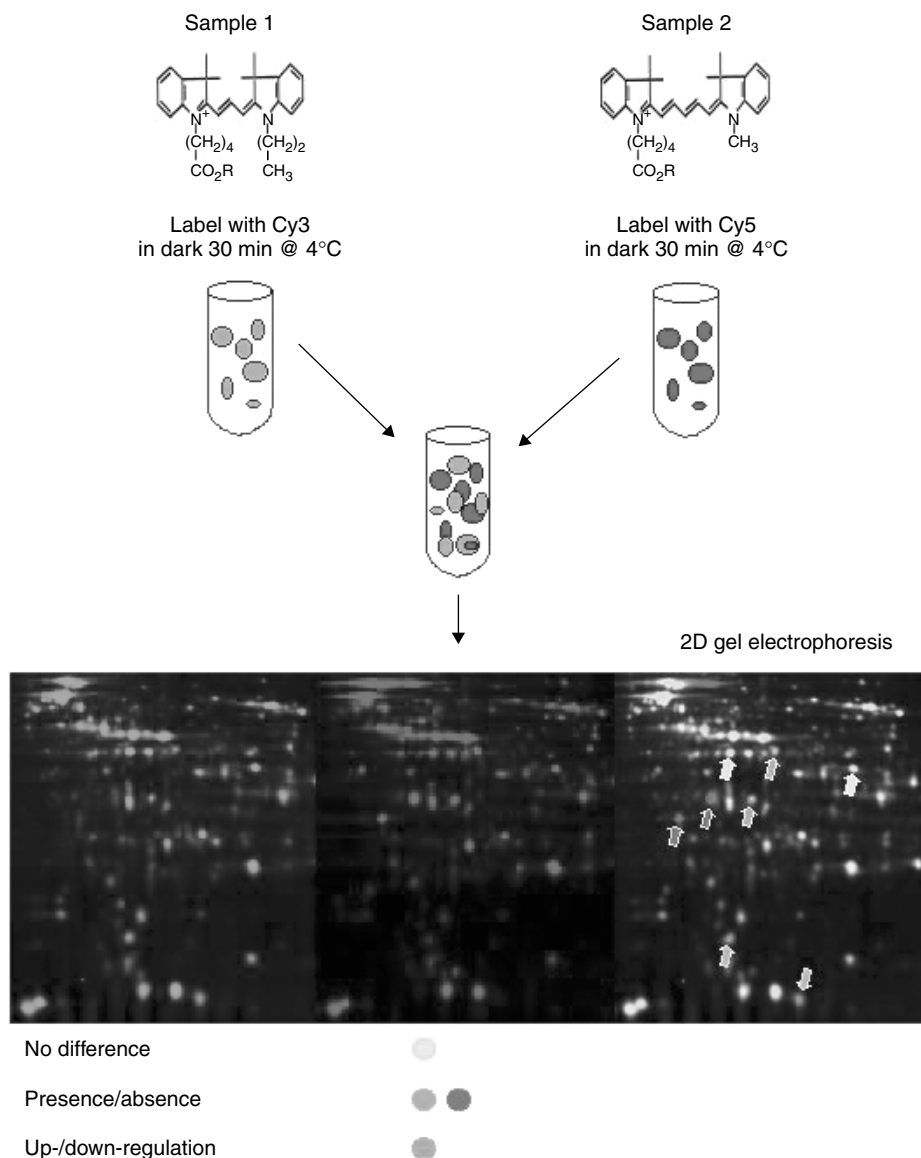 Sample 1
Sample 2
N+
N
(CH2)4
(CH2)2
CO2R
CH3
N+
N
(CH2)4
CH3
CO2R
Label with Cy3
in dark 30 min @ 4°C
Label with Cy5
in dark 30 min @ 4°C
2D gel electrophoresis
No difference
Presence/absence
Up-/down-regulation